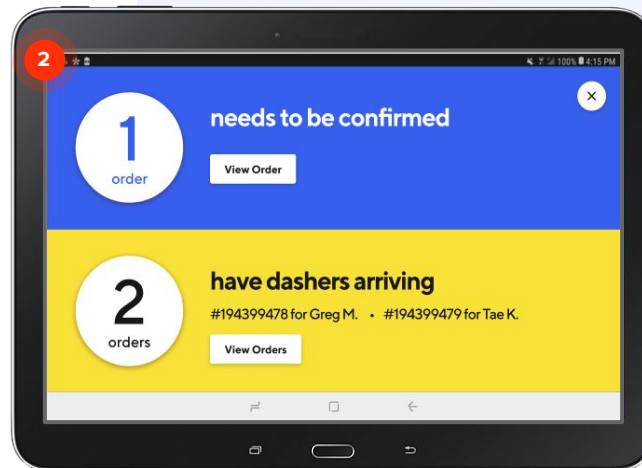 2
100% 4:15 PM
1
order
needs to be confirmed
View Order
2
orders
have dashers arriving
#194399478 for Greg M. • #194399479 for Tae K.
View Orders